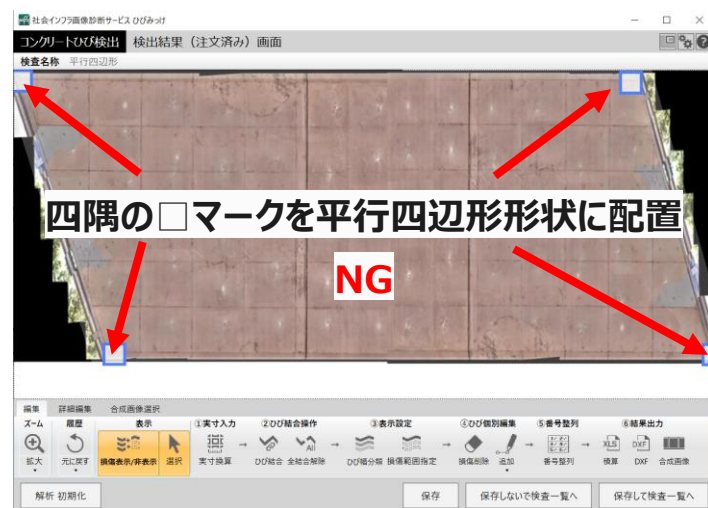 社会インフラ画像診断サービス ひびみっけ
コンクリートひび検出 検出結果（注文済み）画面
検査名称 平行四辺形
四隅の□マークを平行四辺形形状に配置
NG
編集 詳細編集 合成画像選択
ズーム 履歴 表示 ①実寸入力 ②ひび結合操作 ③表示設定 ④ひび個別編集 ⑤番号整列 ⑥結果出力
拡大 元に戻す 損傷表示/非表示 選択 実寸換算 ひび結合 全結合解除 ひび幅分類 損傷範囲指定 損傷削除 追加 番号整列 積算 DXF 合成画像
解析 初期化 保存 保存しないで検査一覧へ 保存して検査一覧へ